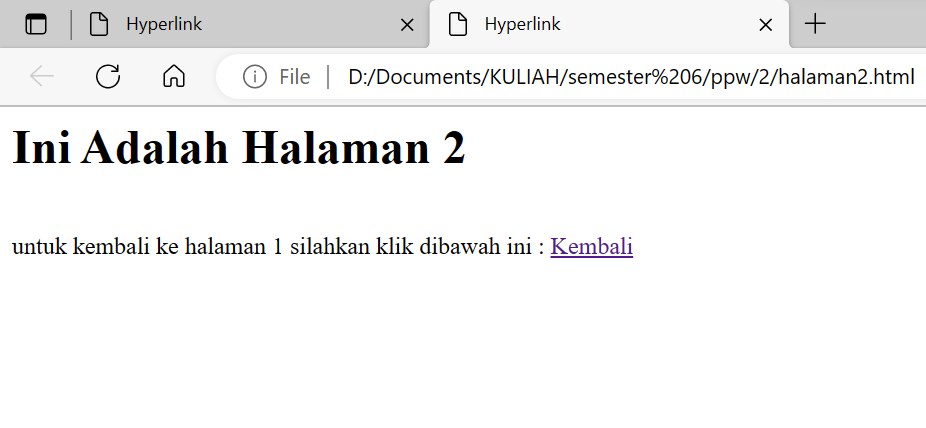 Hyperlink
Hyperlink
File | D:/Documents/KULIAH/semester%206/ppw/2/halaman2.html
Ini Adalah Halaman 2
untuk kembali ke halaman 1 silahkan klik dibawah ini : Kembali